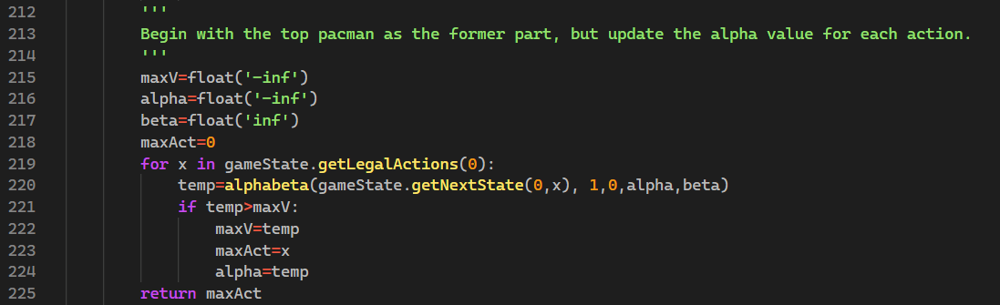 212 '''
213 Begin with the top pacman as the former part, but update the alpha value for each action.
214 '''
215 maxV=float('-inf')
216 alpha=float('-inf')
217 beta=float('inf')
218 maxAct=0
219 for x in gameState.getLegalActions(0):
220 temp=alphabeta(gameState.getNextState(0,x), 1,0,alpha,beta)
221 if temp>maxV:
222 maxV=temp
223 maxAct=x
224 alpha=temp
225 return maxAct